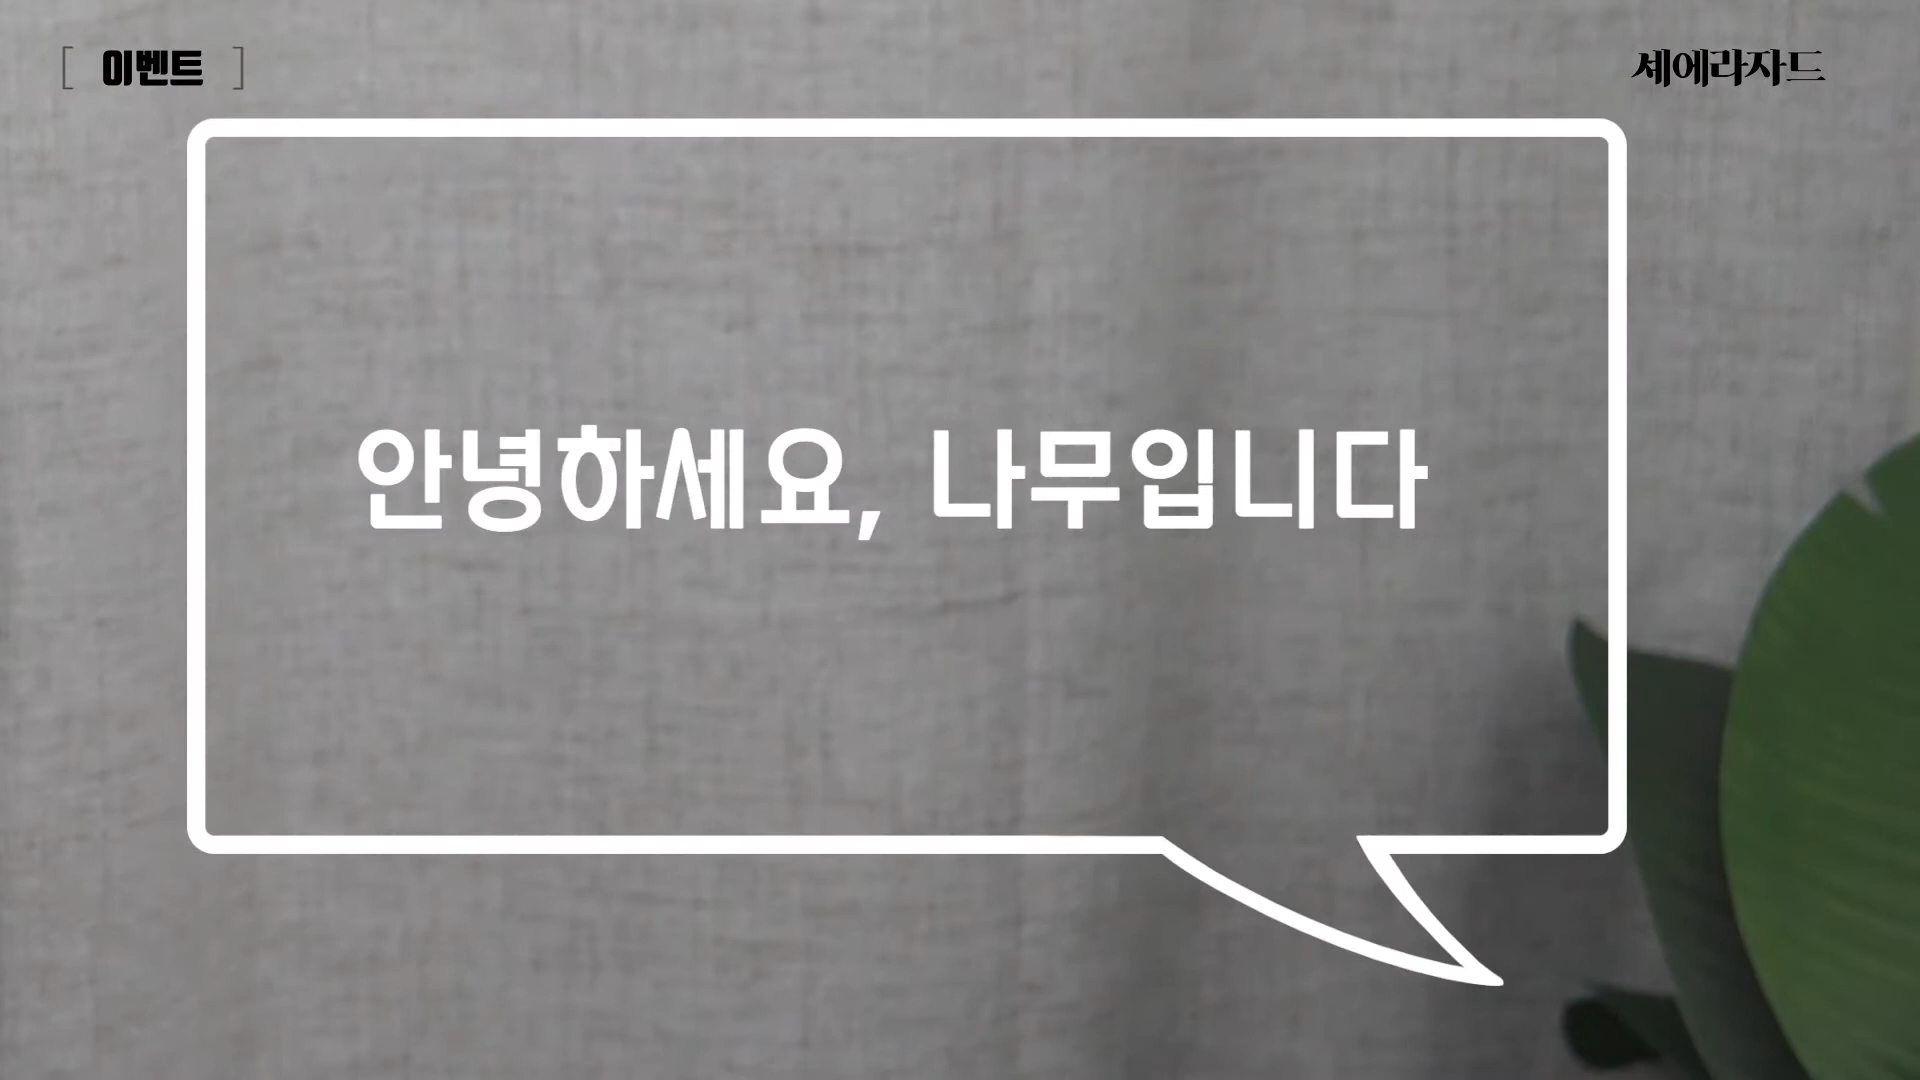 [ 이벤트 ]
세에라자드
안녕하세요, 나무입니다